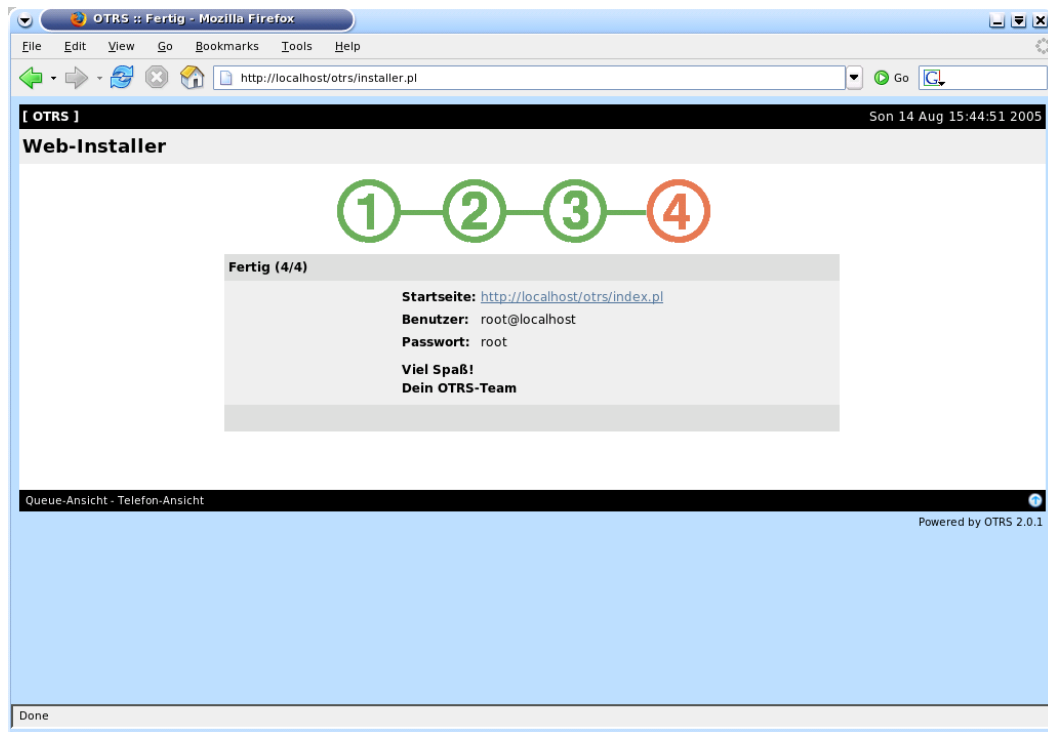 OTRS :: Fertig - Mozilla Firefox
File Edit View Go Bookmarks Tools Help
http://localhost/otrs/installer.pl Go G
[ OTRS ] Son 14 Aug 15:44:51 2005
Web-Installer
1 2 3 4
Fertig (4/4)
Startseite: http://localhost/otrs/index.pl
Benutzer: root@localhost
Passwort: root
Viel Spaß!
Dein OTRS-Team
Queue-Ansicht - Telefon-Ansicht
Powered by OTRS 2.0.1
Done